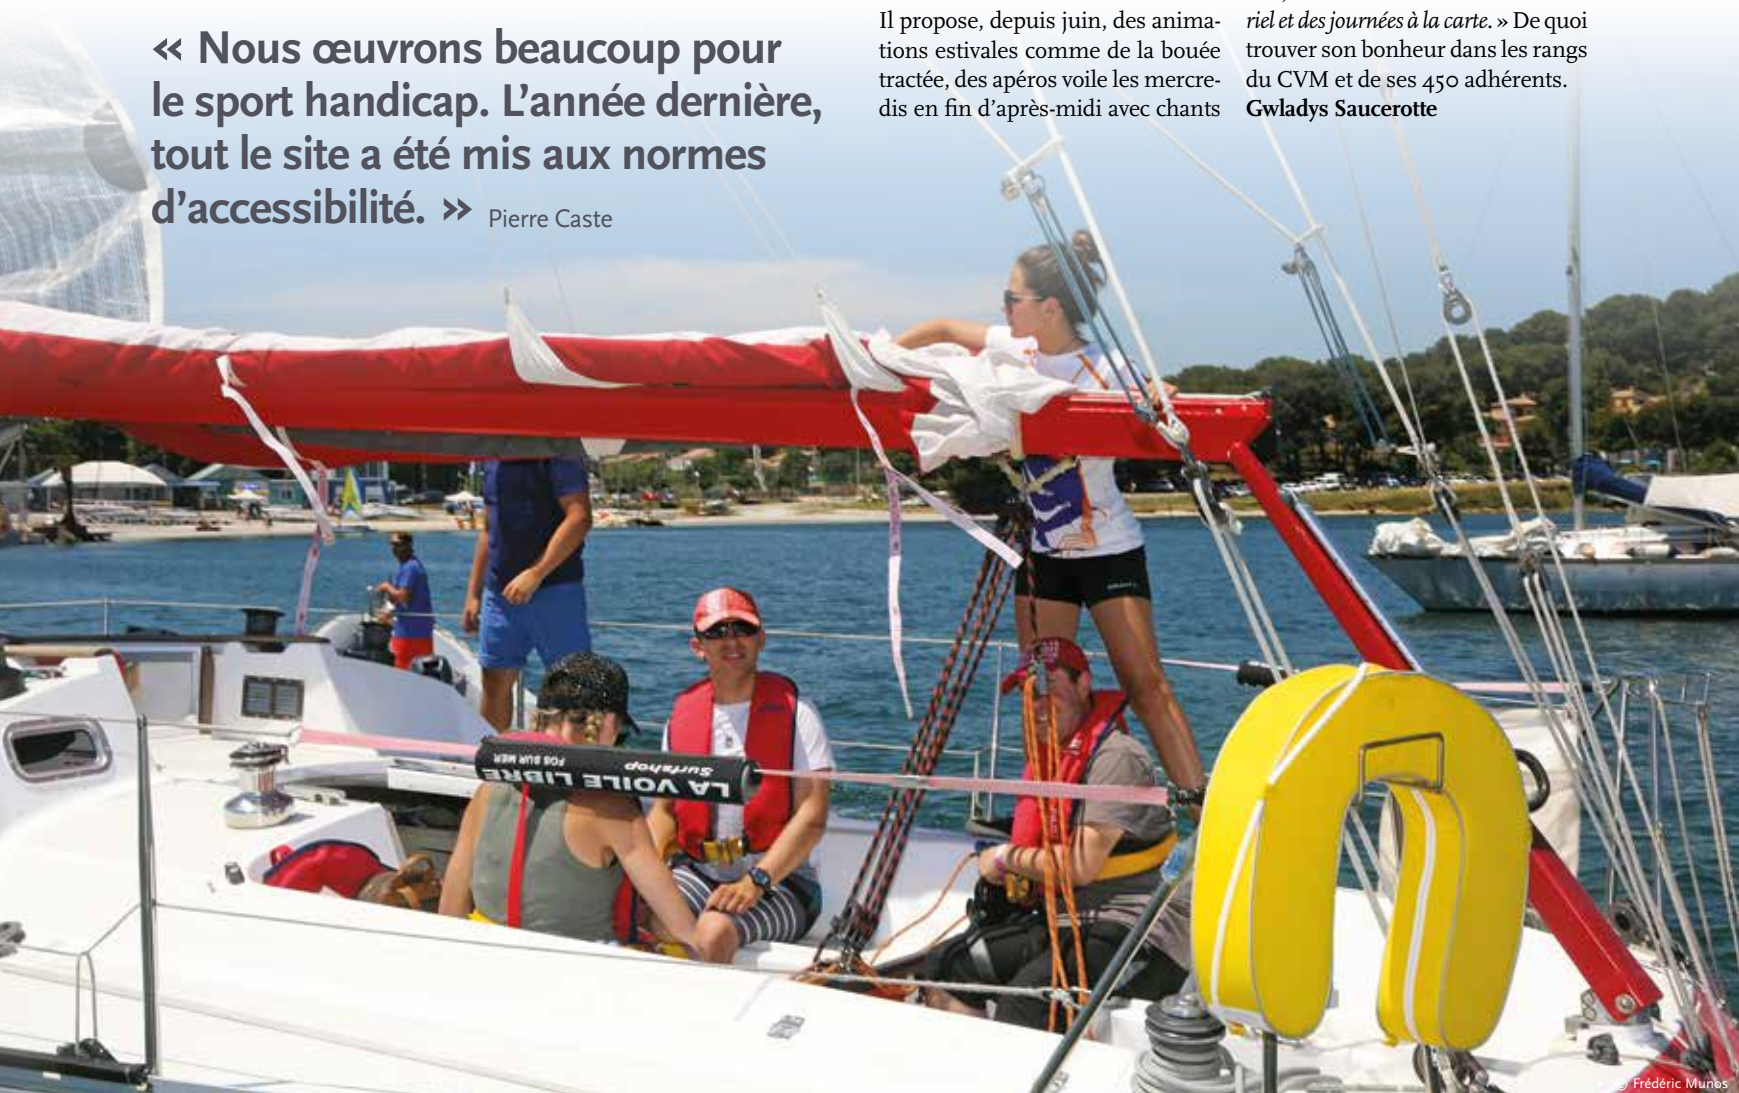 « Nous œuvrons beaucoup pour
le sport handicap. L’année dernière,
tout le site a été mis aux normes
d’accessibilité. » Pierre Caste
Il propose, depuis juin, des anima-
tions estivales comme de la bouée
tractée, des apéros voile les mercre-
dis en fin d’après-midi avec chants
riel et des journées à la carte. » De quoi
trouver son bonheur dans les rangs
du CVM et de ses 450 adhérents.
Gwladys Saucerotte
LA VOILE LIBRE
Surfshop
FOS SUR MER
© Frédéric Munos